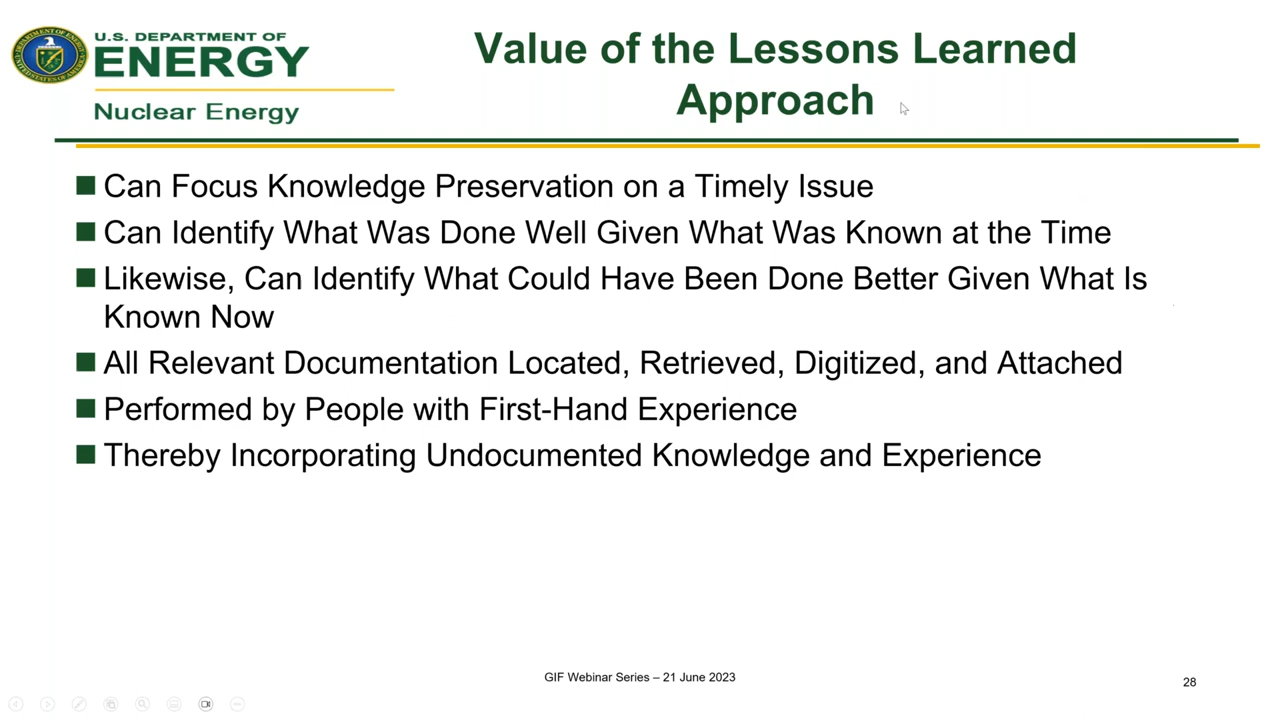 U.S. DEPARTMENT OF
ENERGY
Nuclear Energy
Value of the Lessons Learned
Approach
Can Focus Knowledge Preservation on a Timely Issue
Can Identify What Was Done Well Given What Was Known at the Time
Likewise, Can Identify What Could Have Been Done Better Given What Is
Known Now
All Relevant Documentation Located, Retrieved, Digitized, and Attached
Performed by People with First-Hand Experience
Thereby Incorporating Undocumented Knowledge and Experience
GIF Webinar Series – 21 June 2023
28